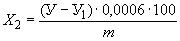 X₂ = (У − У₁) · 0,0006 · 100 / m